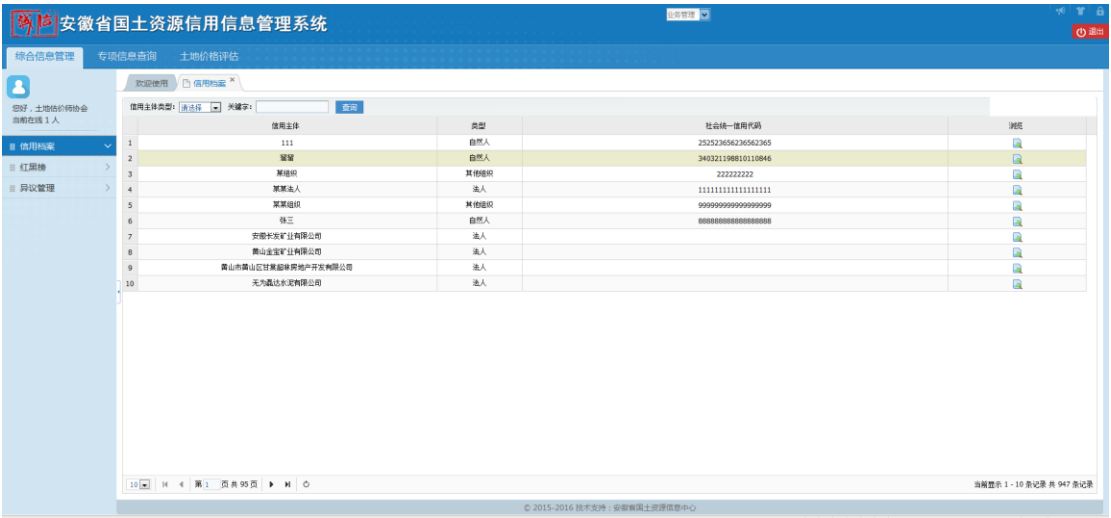 安徽省国土资源信用信息管理系统
业务管理
退出
综合信息管理 专项信息查询 土地价格评估
您好，土地估价师协会
当前在线 1 人
信用档案
红黑榜
异议管理
欢迎使用 信用档案 ×
信用主体类型: 请选择 关键字: 查询
信用主体 类型 社会统一信用代码 浏览
1 111 自然人 252523656236562365
2 自然人 340321198810110846
3 某组织 其他组织 222222222
4 某某法人 法人 111111111111111111
5 某某组织 其他组织 999999999999999999
6 张三 自然人 888888888888888888
7 安徽长发矿业有限公司 法人
8 黄山金宝矿业有限公司 法人
9 黄山市黄山区甘棠 房地产开发有限公司 法人
10 无为磊达水泥有限公司 法人
10 第 1 页 共 95 页
当前显示 1 - 10 条记录 共 947 条记录
© 2015-2016 技术支持：安徽省国土资源信息中心